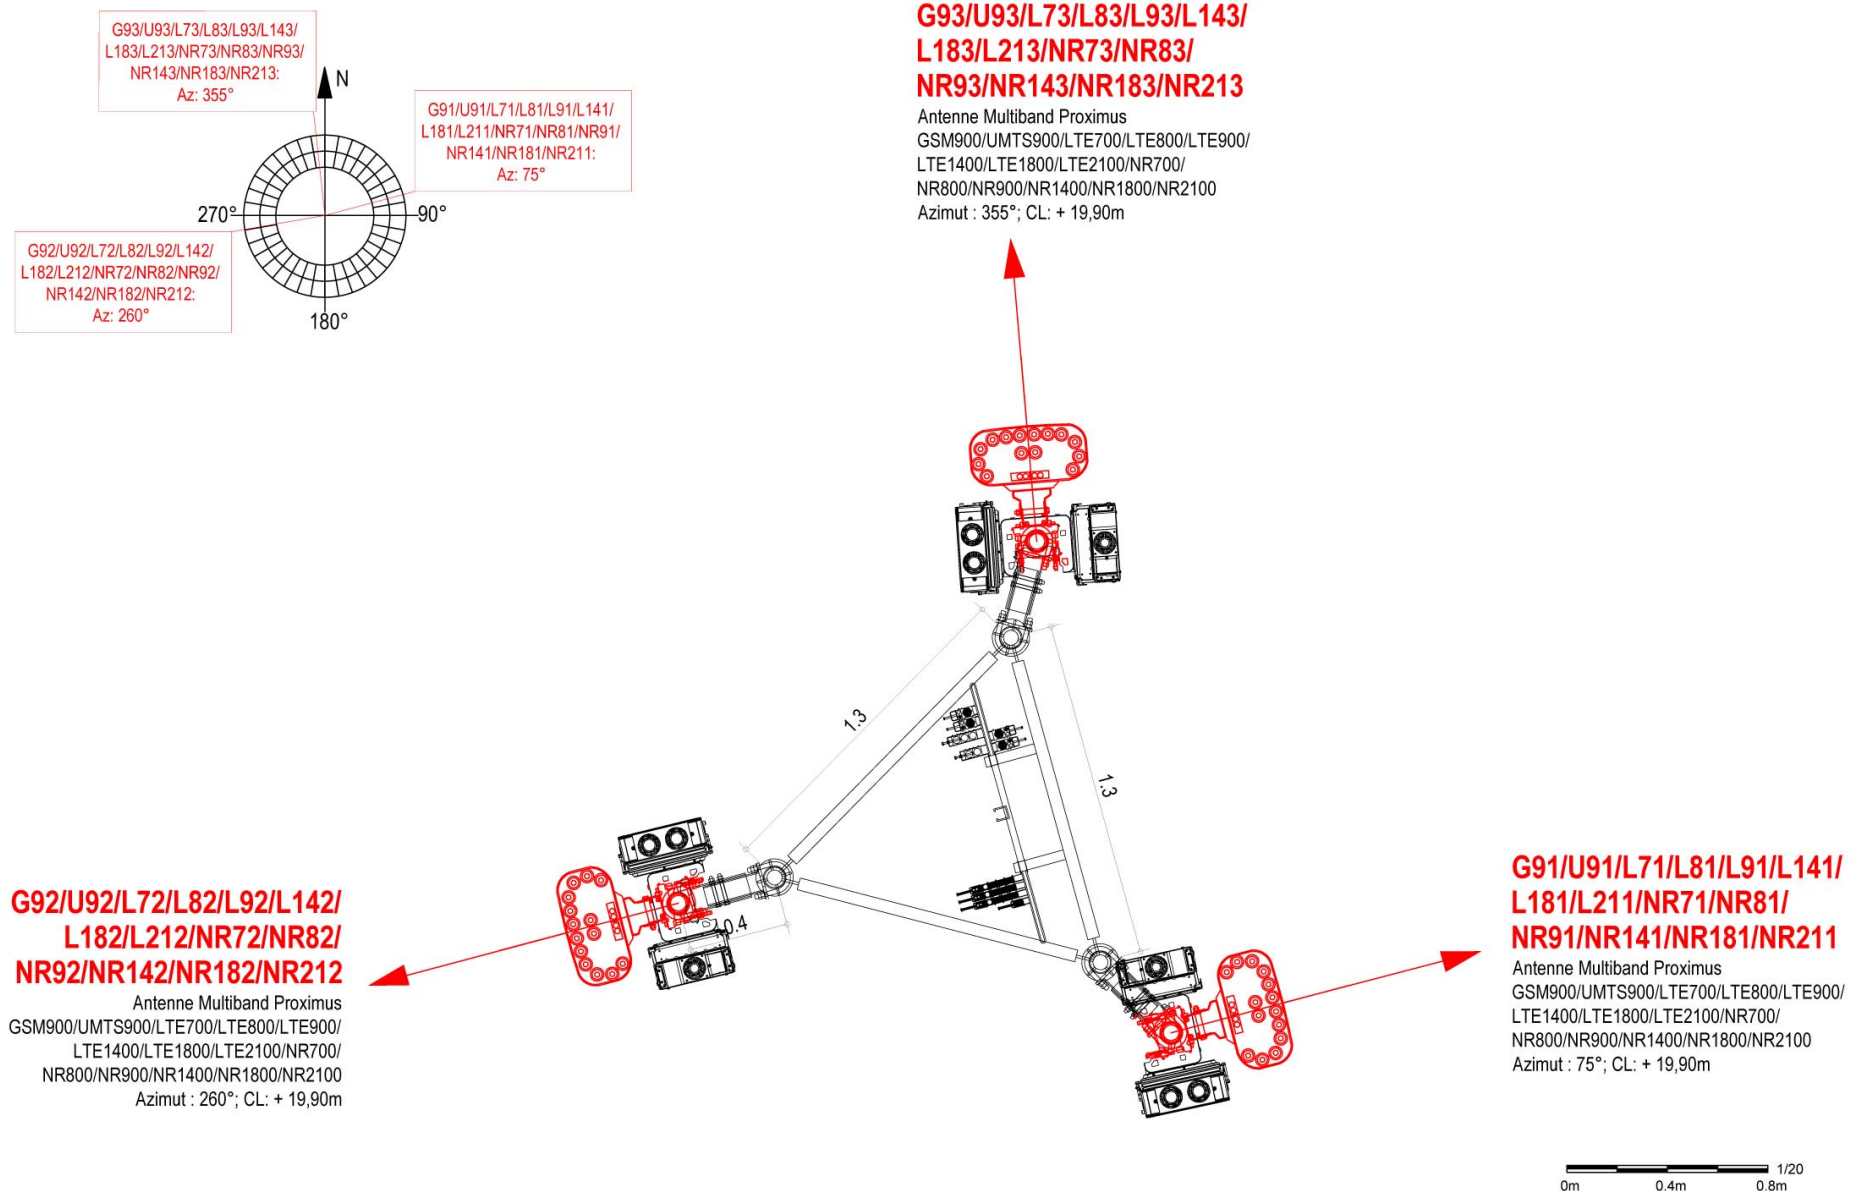 G93/U93/L73/L83/L93/L143/
L183/L213/NR73/NR83/NR93/
NR143/NR183/NR213:
Az: 355°
N
G91/U91/L71/L81/L91/L141/
L181/L211/NR71/NR81/NR91/
NR141/NR181/NR211:
Az: 75°
270°
90°
G92/U92/L72/L82/L92/L142/
L182/L212/NR72/NR82/NR92/
NR142/NR182/NR212:
Az: 260°
180°
G93/U93/L73/L83/L93/L143/
L183/L213/NR73/NR83/
NR93/NR143/NR183/NR213
Antenne Multiband Proximus
GSM900/UMTS900/LTE700/LTE800/LTE900/
LTE1400/LTE1800/LTE2100/NR700/
NR800/NR900/NR1400/NR1800/NR2100
Azimut : 355°; CL: + 19,90m
1.3
1.3
0.4
G92/U92/L72/L82/L92/L142/
L182/L212/NR72/NR82/
NR92/NR142/NR182/NR212
Antenne Multiband Proximus
GSM900/UMTS900/LTE700/LTE800/LTE900/
LTE1400/LTE1800/LTE2100/NR700/
NR800/NR900/NR1400/NR1800/NR2100
Azimut : 260°; CL: + 19,90m
G91/U91/L71/L81/L91/L141/
L181/L211/NR71/NR81/
NR91/NR141/NR181/NR211
Antenne Multiband Proximus
GSM900/UMTS900/LTE700/LTE800/LTE900/
LTE1400/LTE1800/LTE2100/NR700/
NR800/NR900/NR1400/NR1800/NR2100
Azimut : 75°; CL: + 19,90m
1/20
0m 0.4m 0.8m